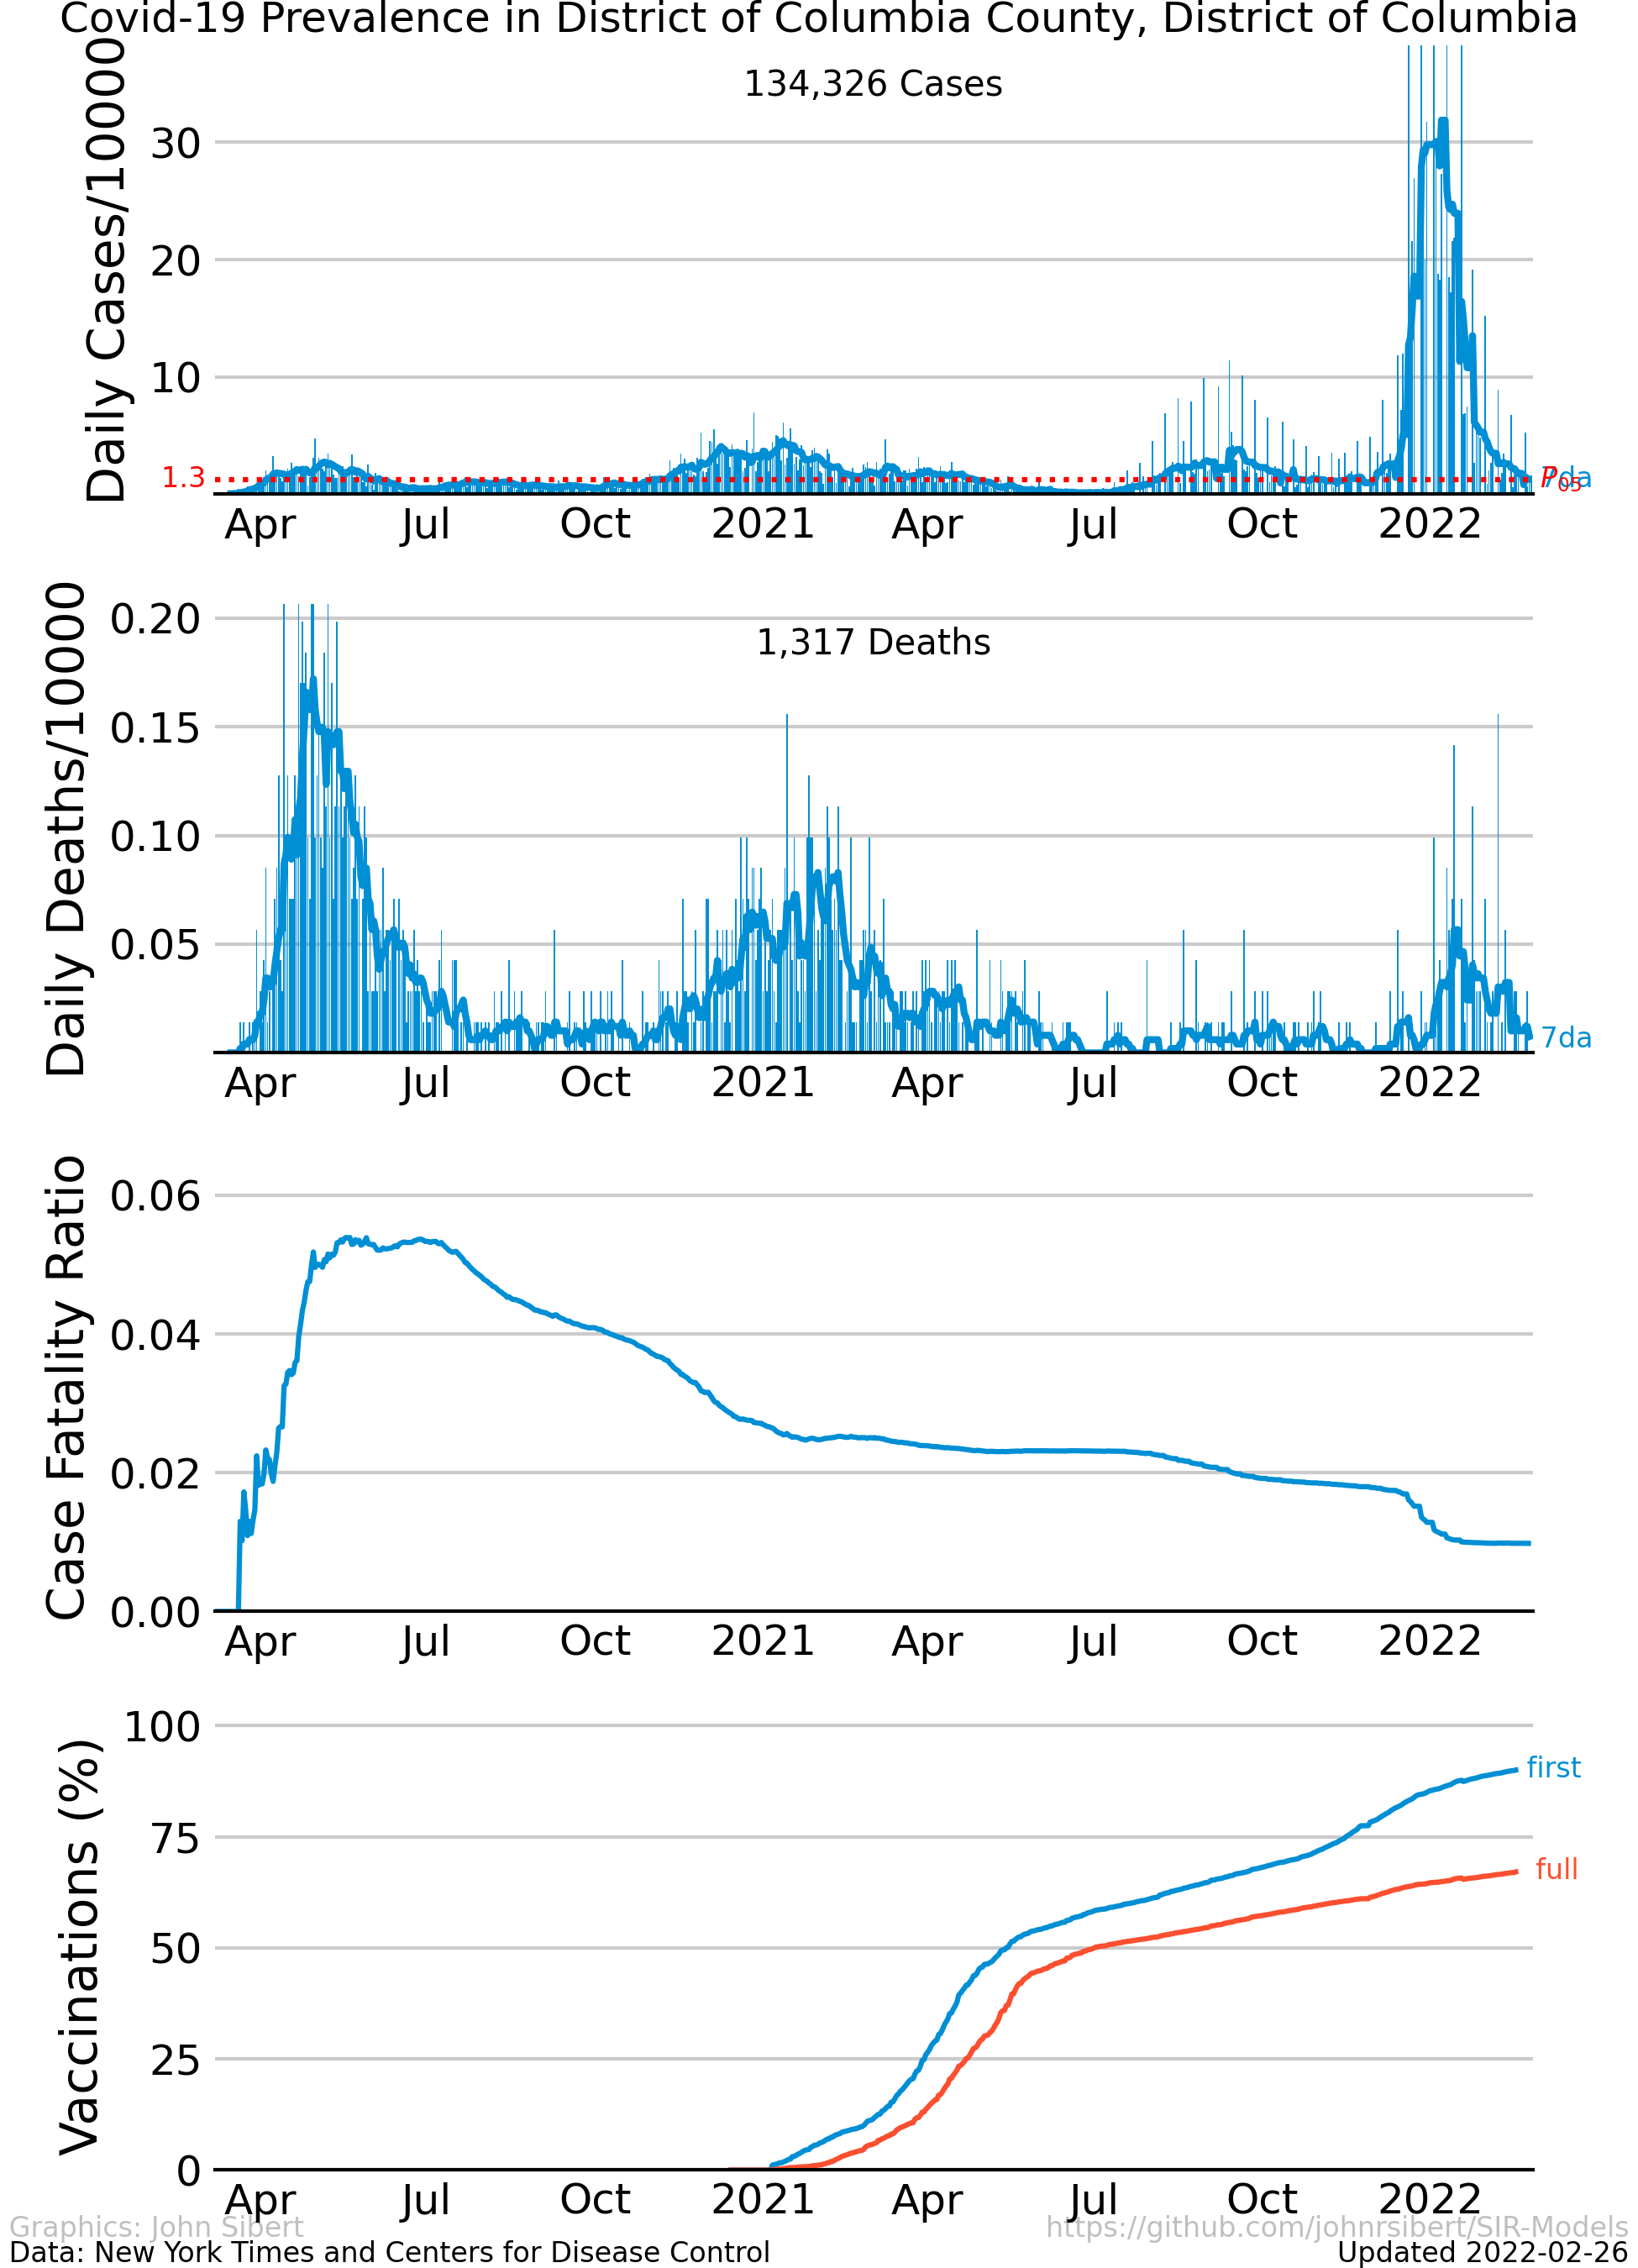 Covid-19 Prevalence in District of Columbia County, District of Columbia
Daily Cases/10000
134,326 Cases
30
20
10
1.3
7da
P05
Apr Jul Oct 2021 Apr Jul Oct 2022
Daily Deaths/10000
1,317 Deaths
0.20
0.15
0.10
0.05
7da
Apr Jul Oct 2021 Apr Jul Oct 2022
Case Fatality Ratio
0.06
0.04
0.02
0.00
Apr Jul Oct 2021 Apr Jul Oct 2022
Vaccinations (%)
100
75
50
25
0
first
full
Apr Jul Oct 2021 Apr Jul Oct 2022
Graphics: John Sibert
https://github.com/johnrsibert/SIR-Models
Data: New York Times and Centers for Disease Control
Updated 2022-02-26